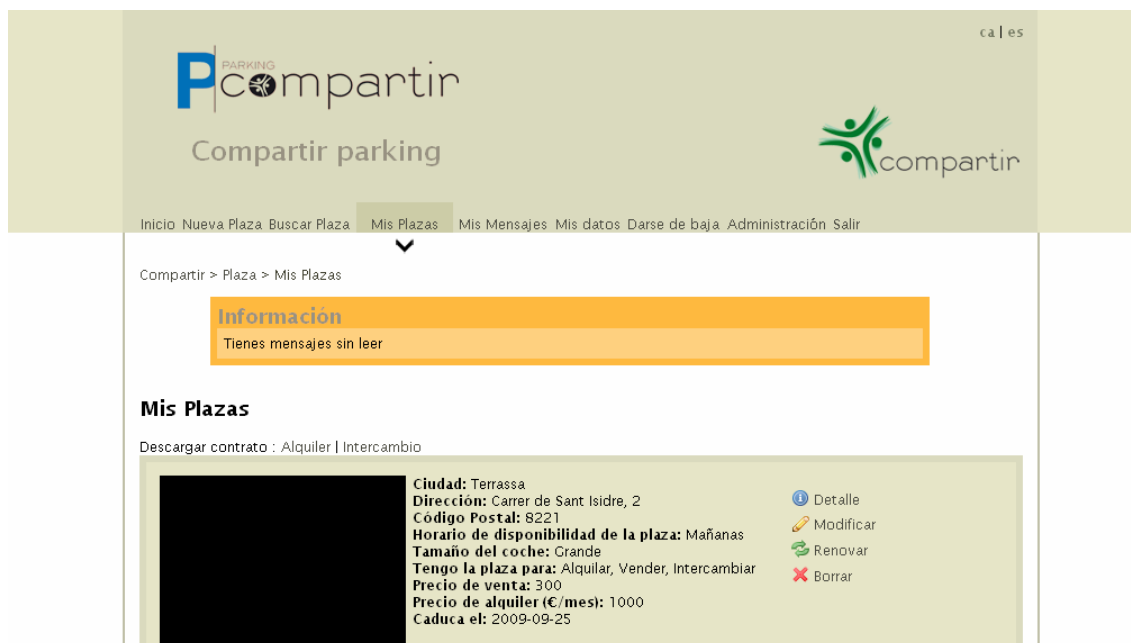 ca | es
PARKING
Pcompartir
Compartir parking
compartir
Inicio Nueva Plaza Buscar Plaza Mis Plazas Mis Mensajes Mis datos Darse de baja Administración Salir
Compartir > Plaza > Mis Plazas
Información
Tienes mensajes sin leer
Mis Plazas
Descargar contrato : Alquiler | Intercambio
Ciudad: Terrassa
Dirección: Carrer de Sant Isidre, 2
Código Postal: 8221
Horario de disponibilidad de la plaza: Mañanas
Tamaño del coche: Grande
Tengo la plaza para: Alquilar, Vender, Intercambiar
Precio de venta: 300
Precio de alquiler (€/mes): 1000
Caduca el: 2009-09-25
Detalle
Modificar
Renovar
Borrar